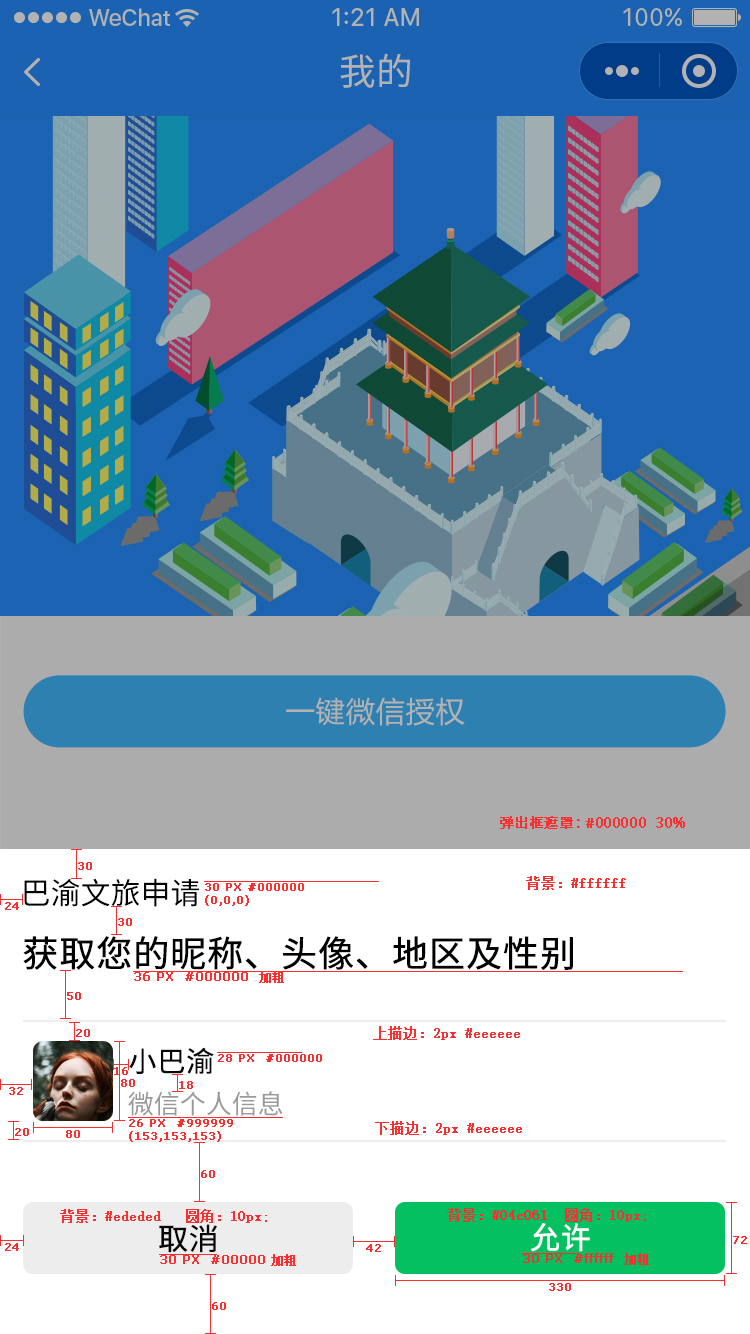 WeChat 1:21 AM 100%
我的
一键微信授权
弹出框遮罩：#000000 30%
30
24
巴渝文旅申请
30 PX #000000
(0,0,0)
背景：#ffffff
30
获取您的昵称、头像、地区及性别
36 PX #000000 加粗
50
20
上描边：2px #eeeeee
小巴渝
28 PX #000000
16
80
18
32
微信个人信息
26 PX #999999
(153,153,153)
下描边：2px #eeeeee
20
80
60
背景：#ededed 圆角：10px;
背景：#04c061 圆角：10px;
24
取消
42
允许
72
30 PX #00000 加粗
30 PX #ffffff 加粗
330
60